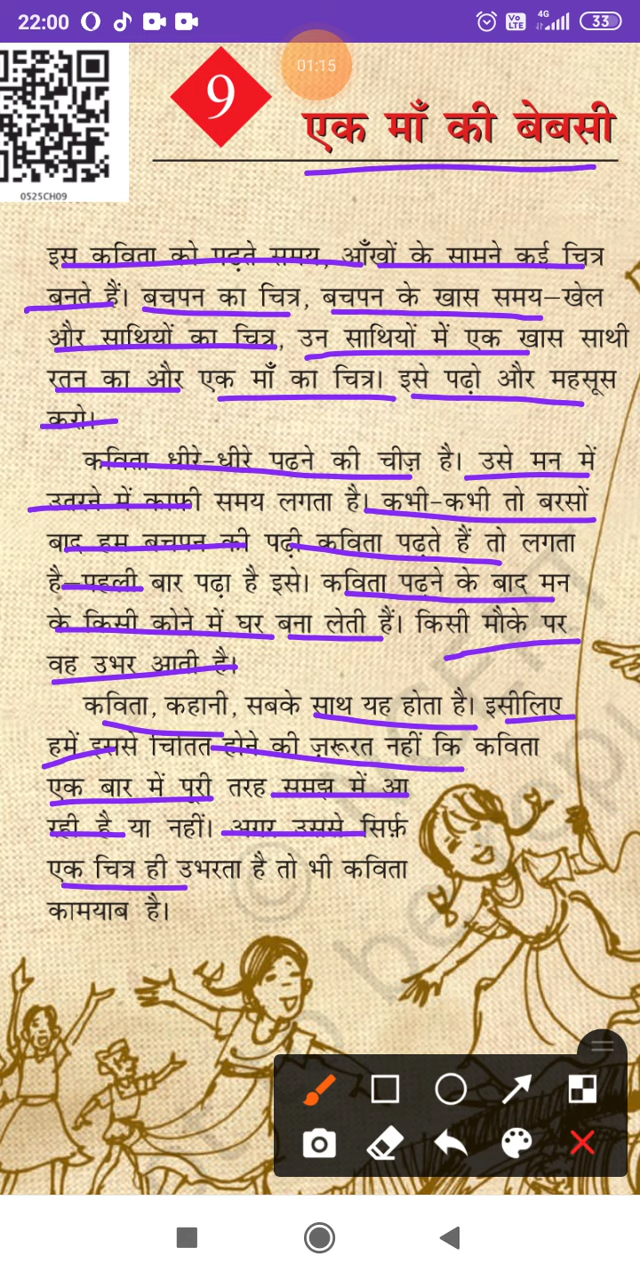 22:00
Vo LTE
4G
33
01:15
9
एक माँ की बेबसी
0525CH09
इस कविता को पढ़ते समय, आँखों के सामने कई चित्र
बनते हैं। बचपन का चित्र, बचपन के खास समय–खेल
और साथियों का चित्र, उन साथियों में एक खास साथी
रतन का और एक माँ का चित्र। इसे पढ़ो और महसूस
करो।
कविता धीरे-धीरे पढ़ने की चीज़ है। उसे मन में
उतरने में काफी समय लगता है। कभी-कभी तो बरसों
बाद हम बचपन की पढ़ी कविता पढ़ते हैं तो लगता
है–पहली बार पढ़ा है इसे। कविता पढ़ने के बाद मन
के किसी कोने में घर बना लेती हैं। किसी मौके पर
वह उभर आती है।
कविता, कहानी, सबके साथ यह होता है। इसीलिए
हमें इससे चिंतित होने की ज़रूरत नहीं कि कविता
एक बार में पूरी तरह समझ में आ
रही है या नहीं। अगर उससे सिर्फ़
एक चित्र ही उभरता है तो भी कविता
कामयाब है।